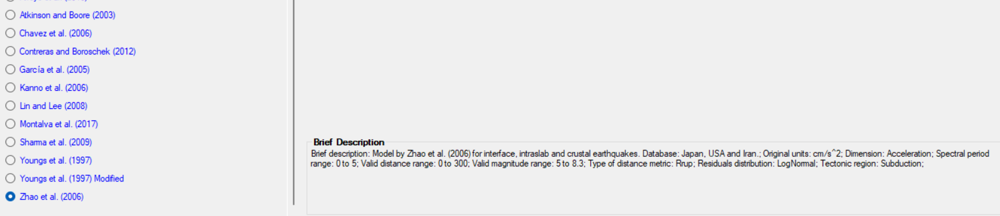 Atkinson and Boore (2003)
Chavez et al. (2006)
Contreras and Boroschek (2012)
García et al. (2005)
Kanno et al. (2006)
Lin and Lee (2008)
Montalva et al. (2017)
Sharma et al. (2009)
Youngs et al. (1997)
Youngs et al. (1997) Modified
Zhao et al. (2006)
Brief Description
Brief description: Model by Zhao et al. (2006) for interface, intraslab and crustal earthquakes. Database: Japan, USA and Iran.; Original units: cm/s^2; Dimension: Acceleration; Spectral period
range: 0 to 5; Valid distance range: 0 to 300; Valid magnitude range: 5 to 8.3; Type of distance metric: Rrup; Residuals distribution: LogNormal; Tectonic region: Subduction;